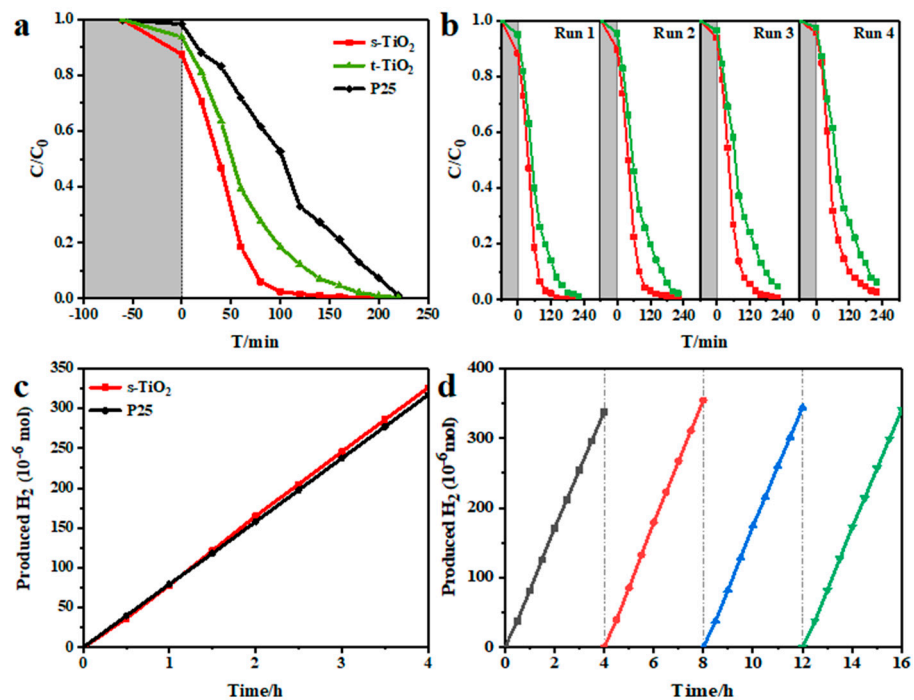 a
s-TiO₂
t-TiO₂
P25
C/C₀
1.0
0.8
0.6
0.4
0.2
0.0
-100 -50 0 50 100 150 200 250
T/min
b
Run 1
Run 2
Run 3
Run 4
C/C₀
1.0
0.8
0.6
0.4
0.2
0.0
0 120 240 0 120 240 0 120 240 0 120 240
T/min
c
s-TiO₂
P25
Produced H₂ (10⁻⁶ mol)
350
300
250
200
150
100
50
0
0 1 2 3 4
Time/h
d
Produced H₂ (10⁻⁶mol)
400
300
200
100
0
0 2 4 6 8 10 12 14 16
Time/h